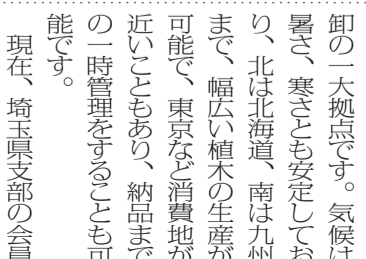 卸の一大拠点です。気候は
暑さ、寒さとも安定してお
り、北は北海道、南は九州
まで、幅広い植木の生産が
可能で、東京など消費地が
近いこともあり、納品まで
の一時管理をすることも可
能です。
現在、埼玉県支部の会員